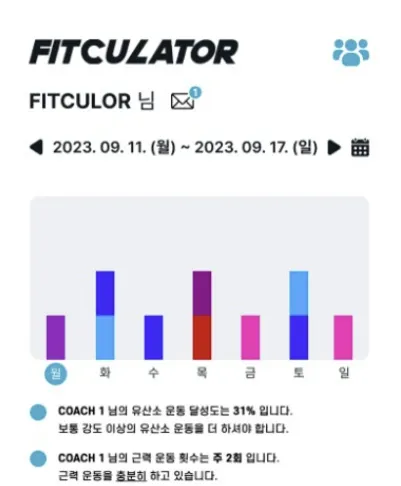 FITCULATOR
FITCULOR 님 1
2023. 09. 11. (월) ~ 2023. 09. 17. (일)
월 화 수 목 금 토 일
COACH 1 님의 유산소 운동 달성도는 31% 입니다.
보통 강도 이상의 유산소 운동을 더 하셔야 합니다.
COACH 1 님의 근력 운동 횟수는 주 2회 입니다.
근력 운동을 충분히 하고 있습니다.